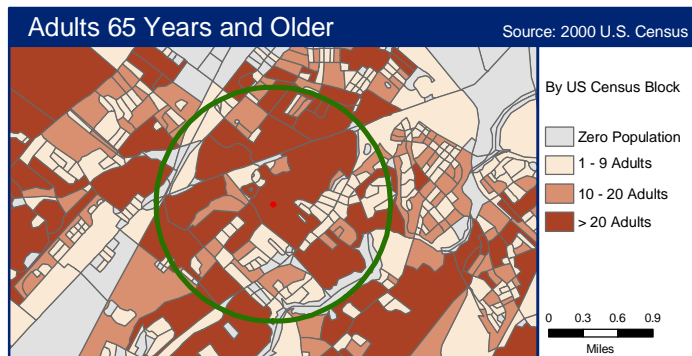 Adults 65 Years and Older
Source: 2000 U.S. Census
By US Census Block
Zero Population
1 - 9 Adults
10 - 20 Adults
> 20 Adults
0 0.3 0.6 0.9
Miles